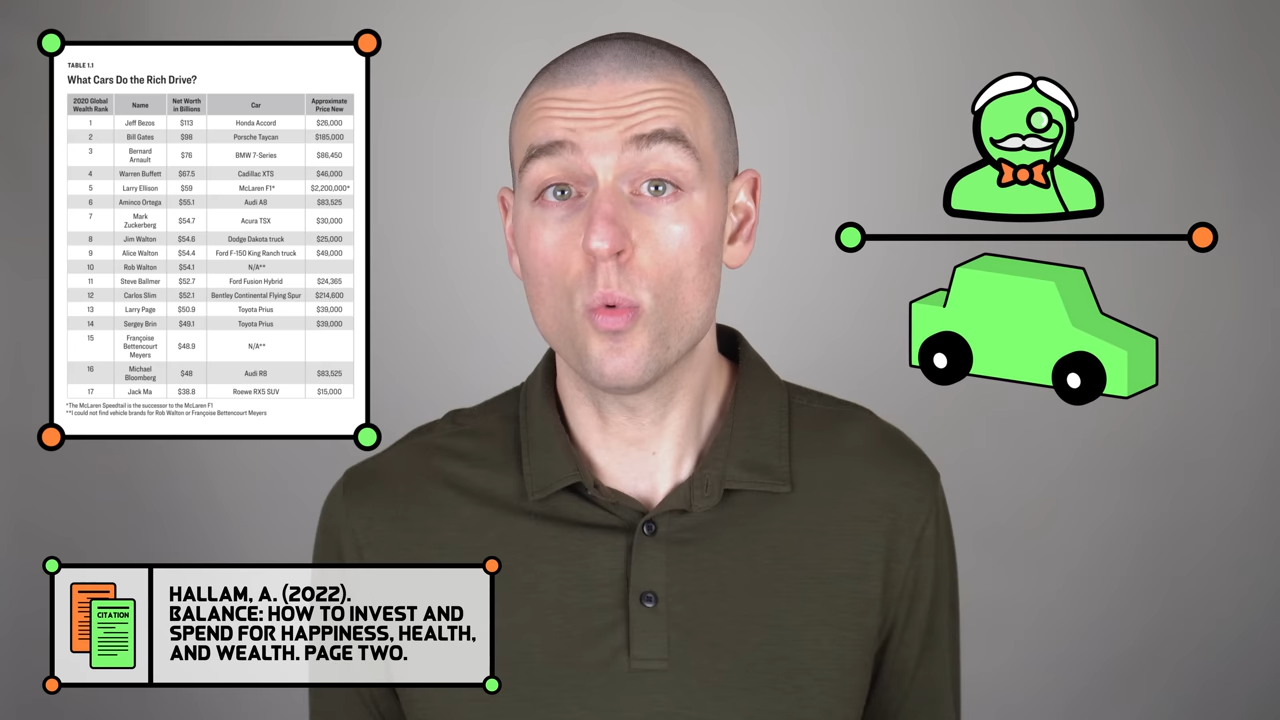 TABLE 1.1
What Cars Do the Rich Drive?
2020 Global Wealth Rank Name Net Worth in Billions Car Approximate Price New
1 Jeff Bezos $113 Honda Accord $26,000
2 Bill Gates $98 Porsche Taycan $185,000
3 Bernard Arnault $76 BMW 7-Series $86,450
4 Warren Buffett $67.5 Cadillac XTS $46,000
5 Larry Ellison $59 McLaren F1* $2,200,000*
6 Aminco Ortega $55.1 Audi A8 $83,525
7 Mark Zuckerberg $54.7 Acura TSX $30,000
8 Jim Walton $54.6 Dodge Dakota truck $25,000
9 Alice Walton $54.4 Ford F-150 King Ranch truck $49,000
10 Rob Walton $54.1 N/A**
11 Steve Ballmer $52.7 Ford Fusion Hybrid $24,365
12 Carlos Slim $52.1 Bentley Continental Flying Spur $214,600
13 Larry Page $50.9 Toyota Prius $39,000
14 Sergey Brin $49.1 Toyota Prius $39,000
15 Françoise Bettencourt Meyers $48.9 N/A**
16 Michael Bloomberg $48 Audi R8 $83,525
17 Jack Ma $38.8 Roewe RX5 SUV $15,000
*The McLaren Speedtail is the successor to the McLaren F1
**I could not find vehicle brands for Rob Walton or Françoise Bettencourt Meyers
CITATION
HALLAM, A. (2022).
BALANCE: HOW TO INVEST AND
SPEND FOR HAPPINESS, HEALTH,
AND WEALTH. PAGE TWO.